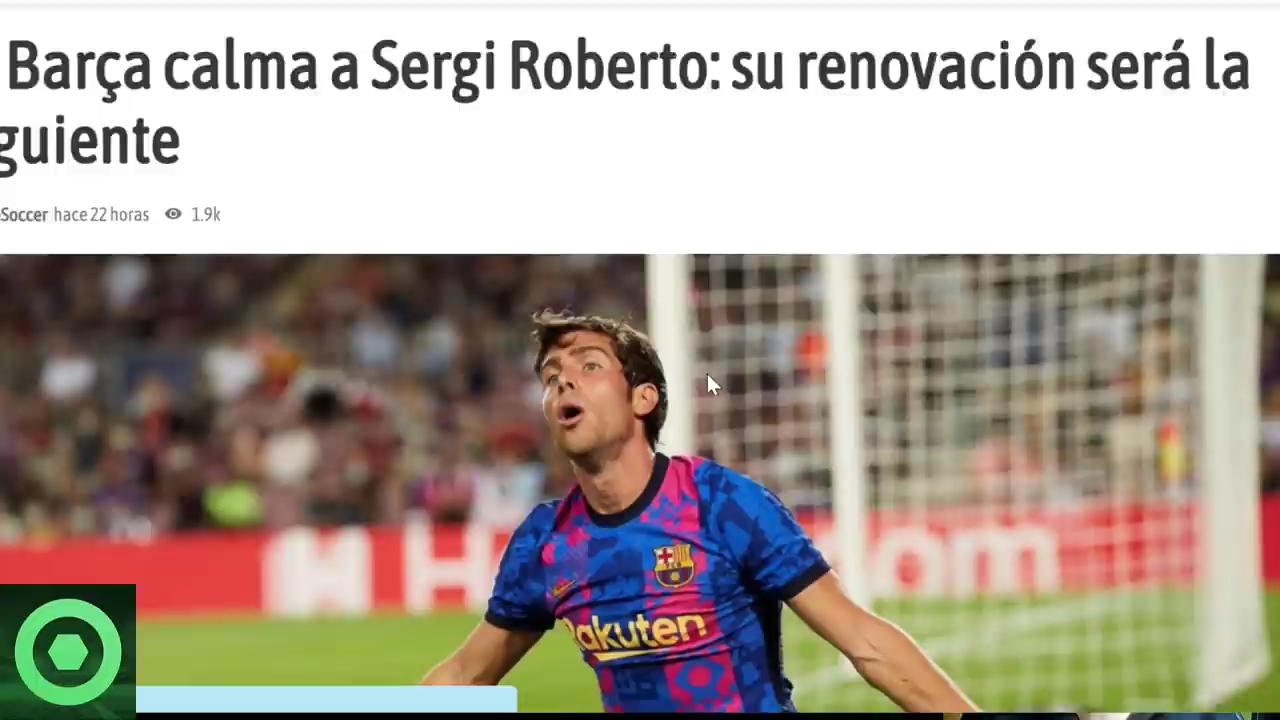 Barça calma a Sergi Roberto: su renovación será la
guiente
Soccer hace 22 horas 1.9k
Rakuten